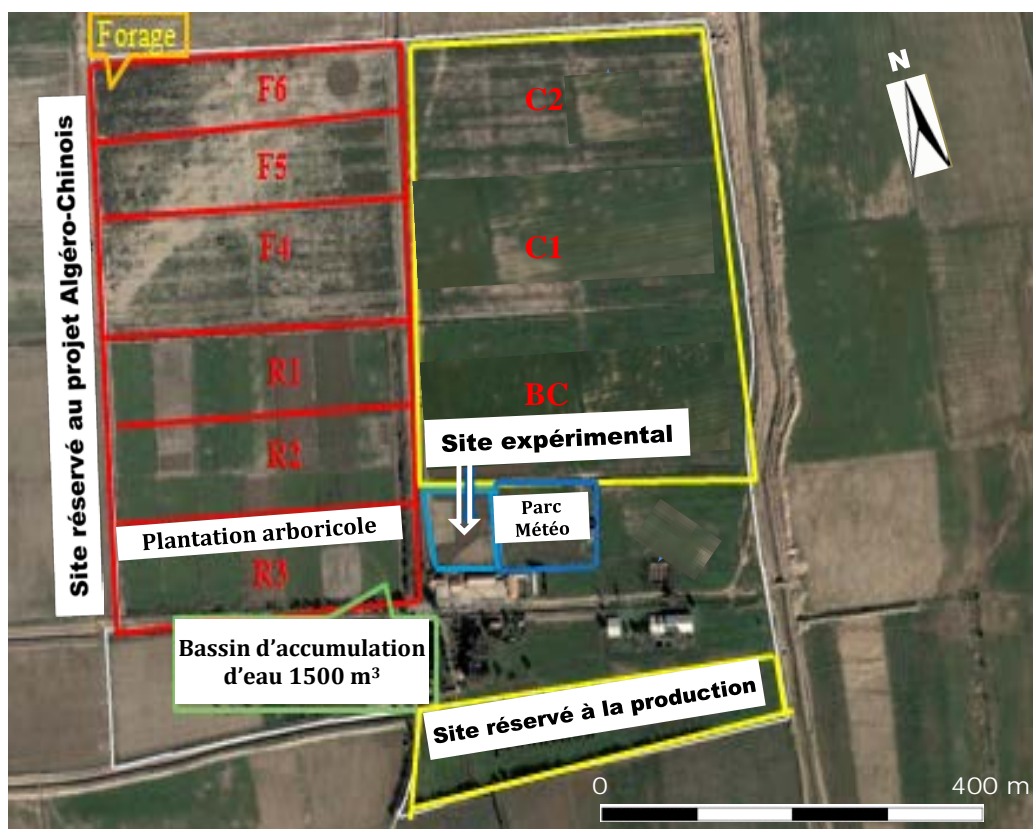 Forage
N
F6
C2
Site réservé au projet Algéro-Chinois
F5
F4
C1
R1
BC
Site expérimental
R2
Parc
Météo
Plantation arboricole
R3
Bassin d'accumulation
d'eau 1500 m³
Site réservé à la production
0
400 m